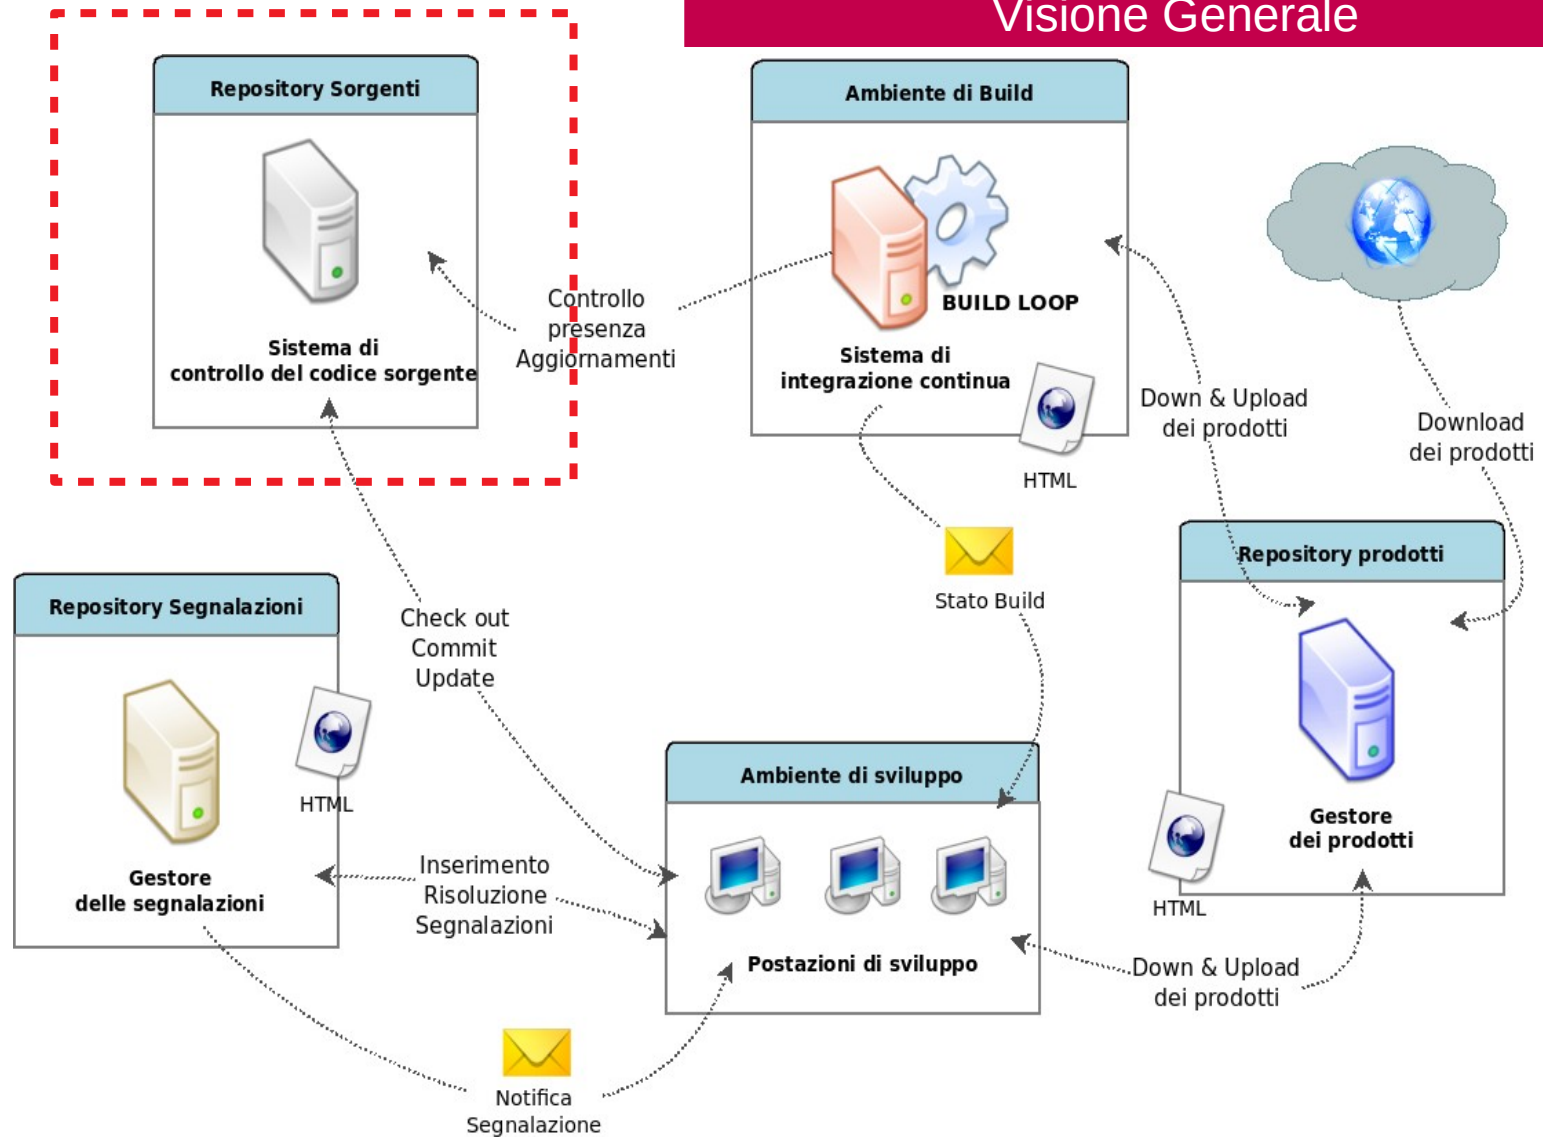 Visione Generale
Repository Sorgenti
Sistema di
controllo del codice sorgente
Controllo
presenza
Aggiornamenti
Ambiente di Build
BUILD LOOP
Sistema di
integrazione continua
HTML
Down & Upload
dei prodotti
Download
dei prodotti
Stato Build
Repository prodotti
Gestore
dei prodotti
HTML
Repository Segnalazioni
Gestore
delle segnalazioni
HTML
Check out
Commit
Update
Inserimento
Risoluzione
Segnalazioni
Ambiente di sviluppo
Postazioni di sviluppo
Down & Upload
dei prodotti
Notifica
Segnalazione